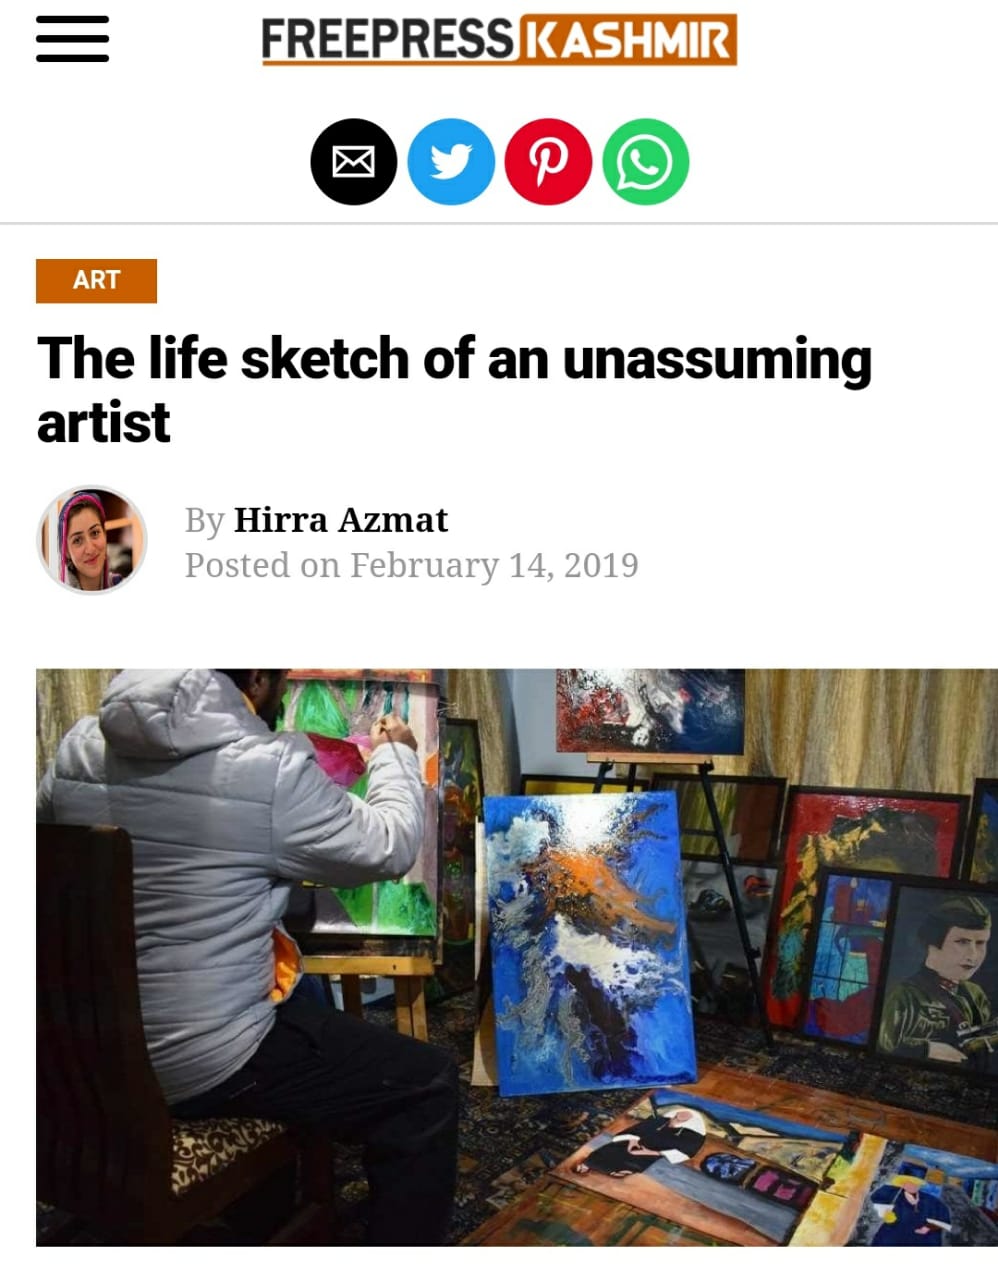 FREEPRESS KASHMIR
ART
The life sketch of an unassuming
artist
By Hirra Azmat
Posted on February 14, 2019